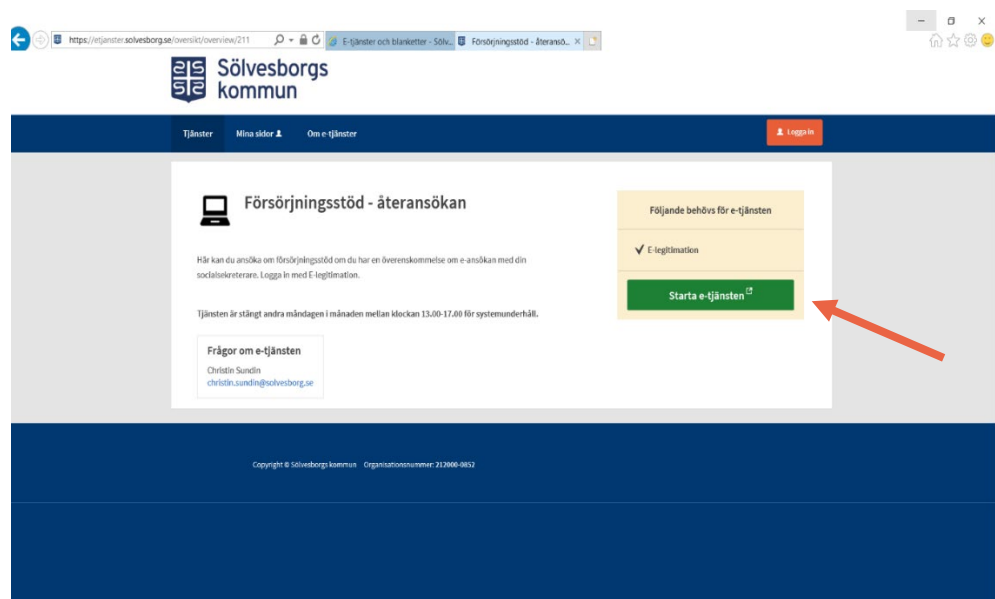 https://etjanster.solvesborg.se/oversikt/overview/211
E-tjänster och blanketter - Sölv...
Försörjningsstöd - återansö...
Sölvesborgs
kommun
Tjänster Mina sidor Om e-tjänster
Logga in
Försörjningsstöd - återansökan
Här kan du ansöka om försörjningsstöd om du har en överenskommelse om e-ansökan med din
socialsekreterare. Logga in med E-legitimation.
Tjänsten är stängt andra måndagen i månaden mellan klockan 13.00-17.00 för systemunderhåll.
Frågor om e-tjänsten
Christin Sundin
christin.sundin@solvesborg.se
Följande behövs för e-tjänsten
E-legitimation
Starta e-tjänsten
Copyright © Sölvesborgs kommun Organisationsnummer: 212000-0852